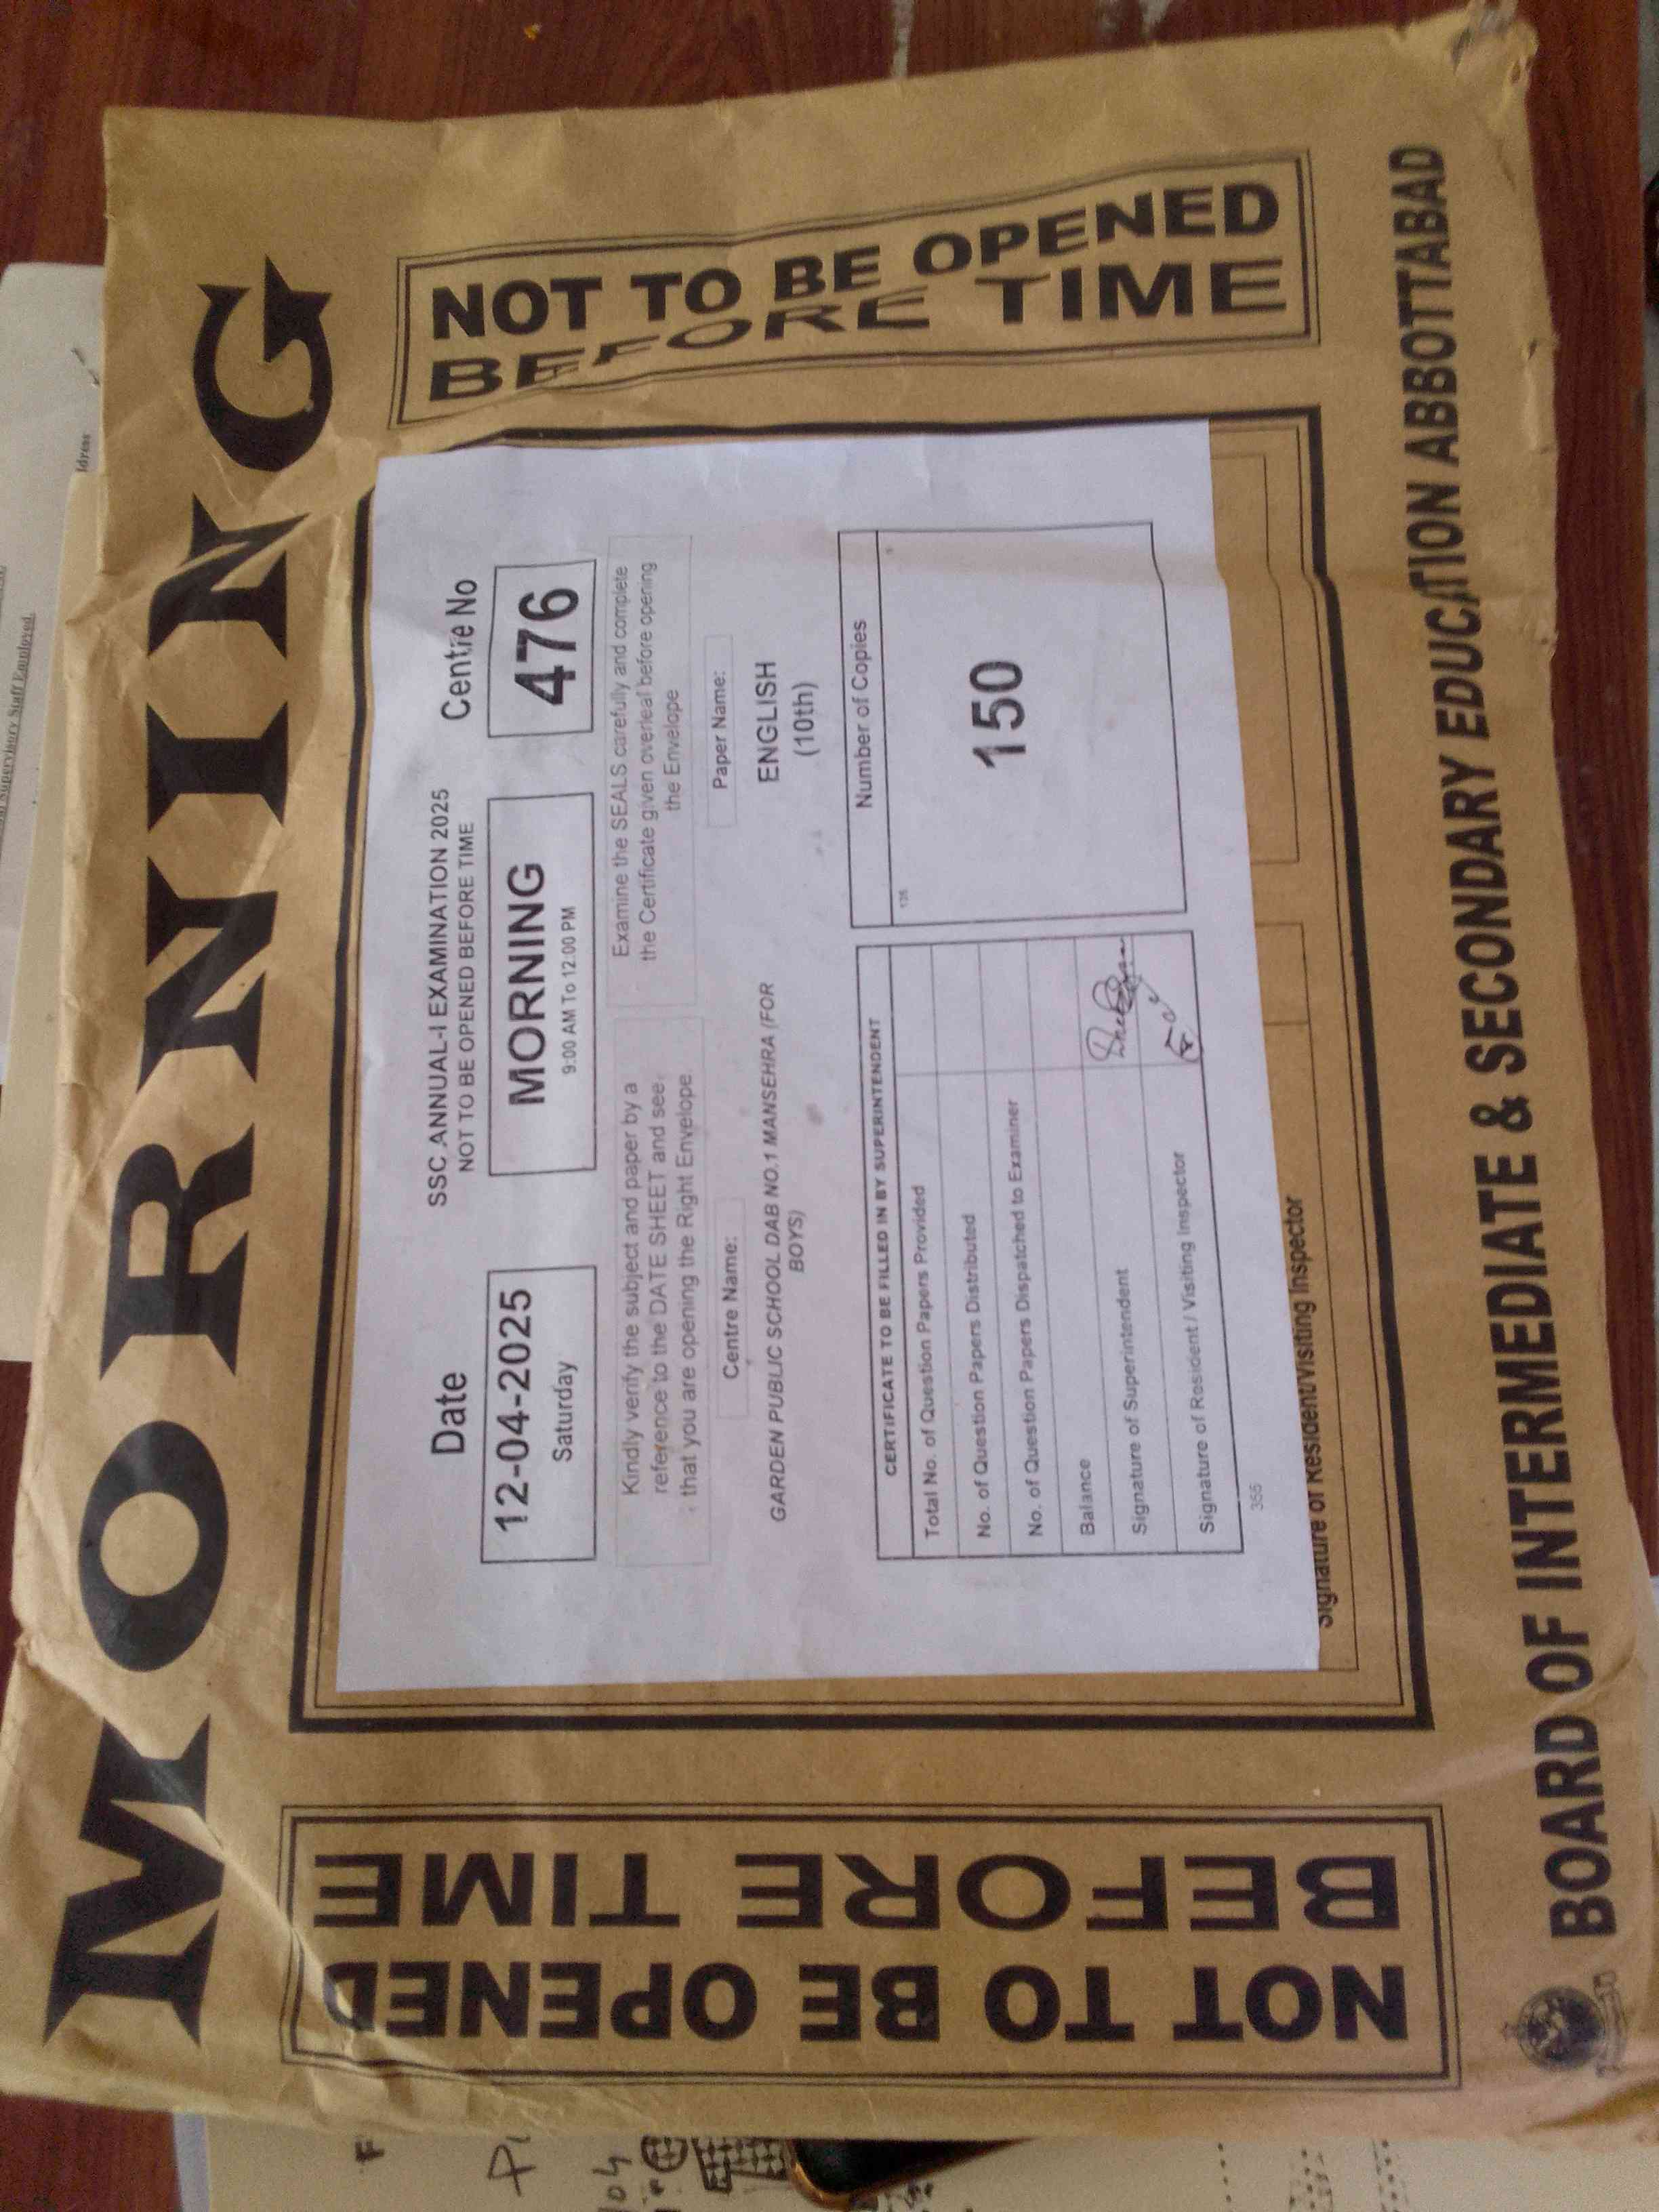 MORNING
NOT TO BE OPENED
BEFORE TIME
SSC ANNUAL-I EXAMINATION 2025
NOT TO BE OPENED BEFORE TIME
Date
12-04-2025
Saturday
MORNING
9:00 AM To 12:00 PM
Centre No
476
Kindly verify the subject and paper by a
reference to the DATE SHEET and see
that you are opening the Right Envelope
Examine the SEALS carefully and complete
the Certificate given overleaf before opening
the Envelope
Centre Name:
GARDEN PUBLIC SCHOOL DAB NO.1 MANSEHRA (FOR
BOYS)
Paper Name:
ENGLISH
(10th)
CERTIFICATE TO BE FILLED IN BY SUPERINTENDENT
Total No. of Question Papers Provided
No. of Question Papers Distributed
No. of Question Papers Dispatched to Examiner
Balance
Signature of Superintendent
Signature of Resident / Visiting Inspector
355
Number of Copies
150
Signature of Resident/Visiting Inspector
NOT TO BE OPENED
BEFORE TIME
BOARD OF INTERMEDIATE & SECONDARY EDUCATION ABBOTTABAD
Supervisory Staff Employed